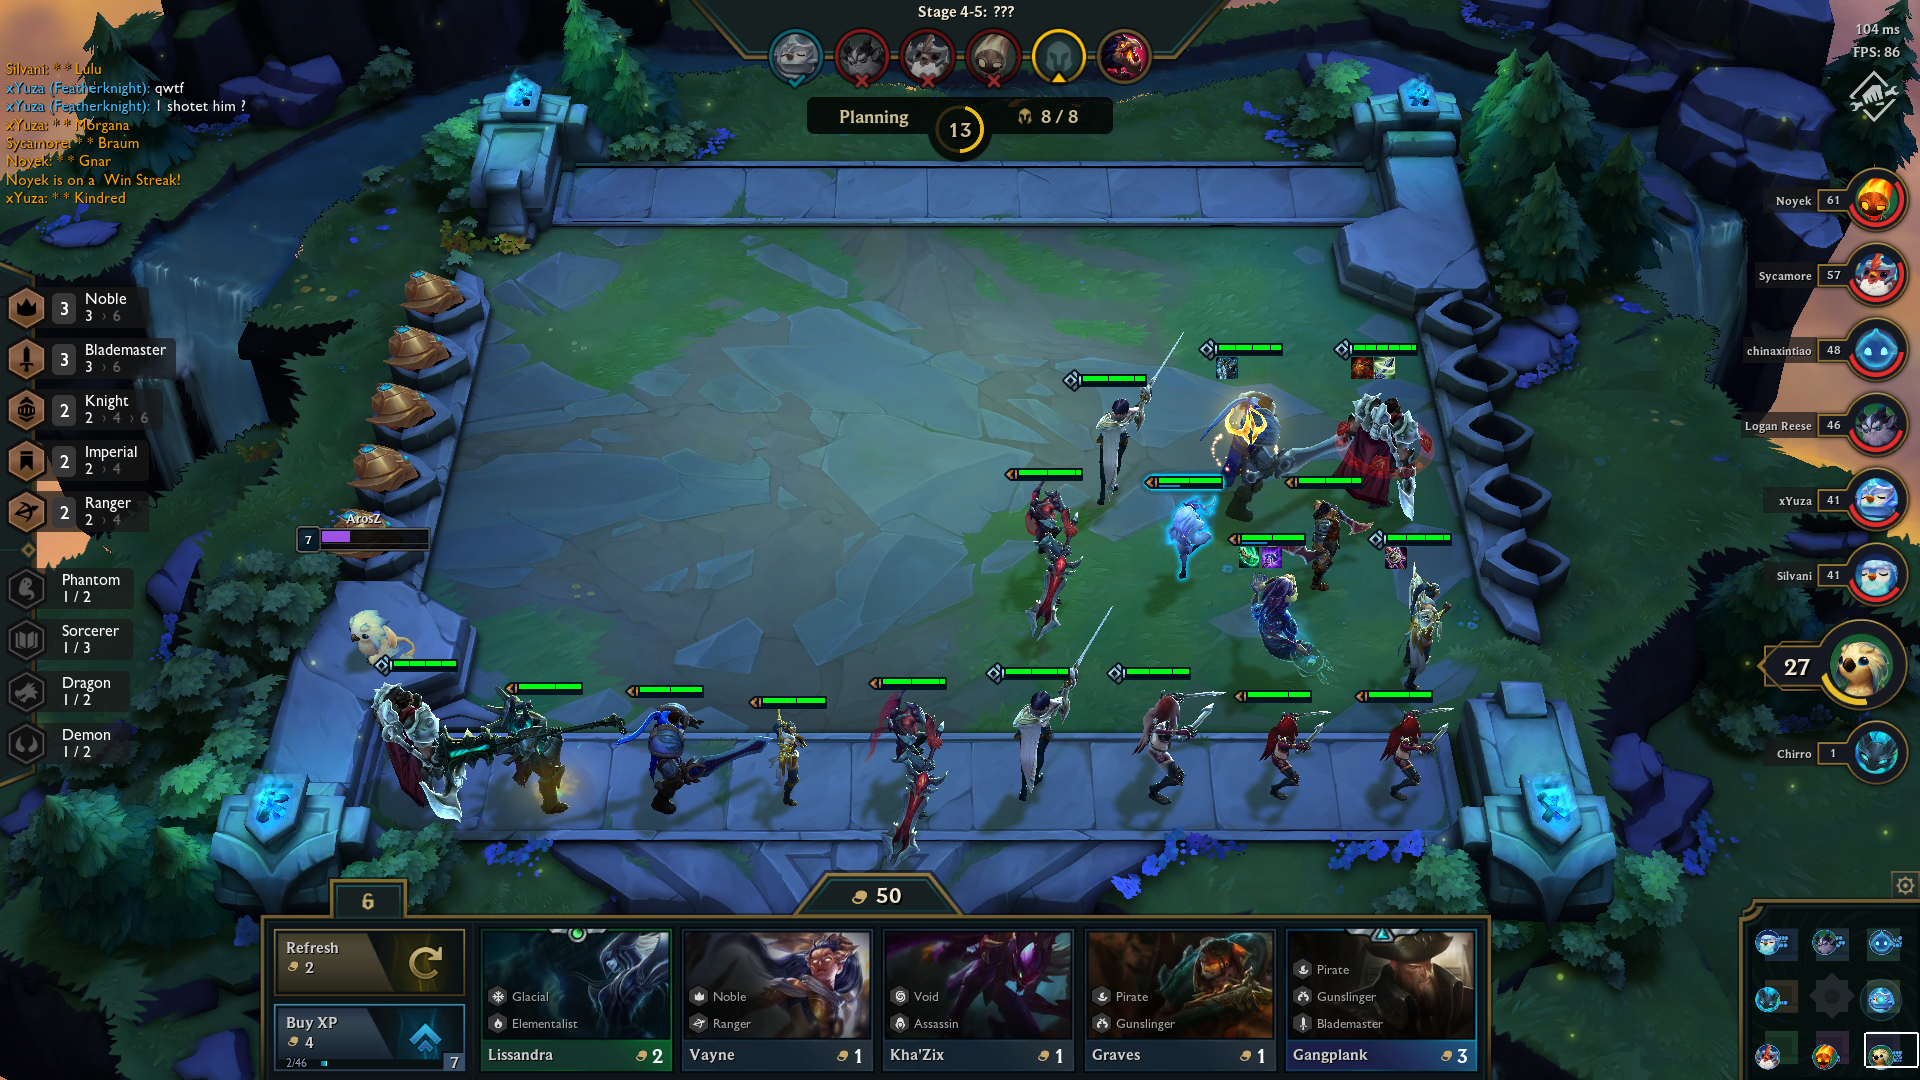 Stage 4-5: ???
104 ms
FPS: 86
Silvani: * * Lulu
xYuza (Featherknight): qwtf
xYuza (Featherknight): I shotet him ?
xYuza: * * Morgana
Sycamore: * * Braum
Noyek: * * Gnar
Noyek is on a Win Streak!
xYuza: * * Kindred
Planning
13
8 / 8
Noyek 61
Sycamore 57
chinaxintiao 48
Logan Reese 46
xYuza 41
Silvani 41
27
Chirro 1
3 Noble
3 › 6
3 Blademaster
3 › 6
2 Knight
2 › 4 › 6
2 Imperial
2 › 4
2 Ranger
2 › 4
Phantom
1 / 2
Sorcerer
1 / 3
Dragon
1 / 2
Demon
1 / 2
ArosZ
7
6
50
Refresh
2
Buy XP
4
2/46
7
Glacial
Elementalist
Lissandra 2
Noble
Ranger
Vayne 1
Void
Assassin
Kha'Zix 1
Pirate
Gunslinger
Graves 1
Pirate
Gunslinger
Blademaster
Gangplank 3